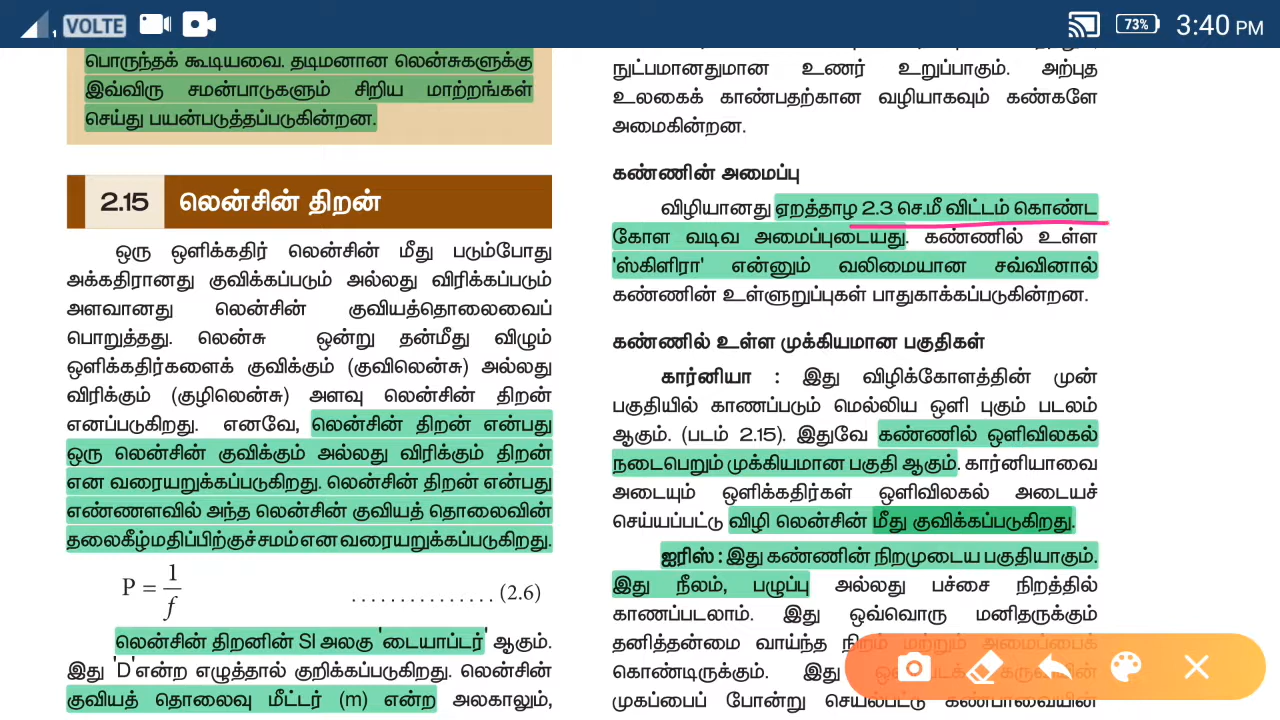 VOLTE
73%
3:40 PM
பொருந்தக் கூடியவை. தடிமனான லென்சுகளுக்கு
இவ்விரு சமன்பாடுகளும் சிறிய மாற்றங்கள்
செய்து பயன்படுத்தப்படுகின்றன.
2.15 லென்சின் திறன்
ஒரு ஒளிக்கதிர் லென்சின் மீது படும்போது
அக்கதிரானது குவிக்கப்படும் அல்லது விரிக்கப்படும்
அளவானது லென்சின் குவியத்தொலைவைப்
பொறுத்தது. லென்சு ஒன்று தன்மீது விழும்
ஒளிக்கதிர்களைக் குவிக்கும் (குவிலென்சு) அல்லது
விரிக்கும் (குழிலென்சு) அளவு லென்சின் திறன்
எனப்படுகிறது. எனவே, லென்சின் திறன் என்பது
ஒரு லென்சின் குவிக்கும் அல்லது விரிக்கும் திறன்
என வரையறுக்கப்படுகிறது. லென்சின் திறன் என்பது
எண்ணளவில் அந்த லென்சின் குவியத் தொலைவின்
தலைகீழ்மதிப்பிற்குச்சமம் என வரையறுக்கப்படுகிறது.
P = 1/f ............... (2.6)
லென்சின் திறனின் SI அலகு 'டையாப்டர்' ஆகும்.
இது 'D' என்ற எழுத்தால் குறிக்கப்படுகிறது. லென்சின்
குவியத் தொலைவு மீட்டர் (m) என்ற அலகாலும்,
நுட்பமானதுமான உணர் உறுப்பாகும். அற்புத
உலகைக் காண்பதற்கான வழியாகவும் கண்களே
அமைகின்றன.
கண்ணின் அமைப்பு
விழியானது ஏறத்தாழ 2.3 செ.மீ விட்டம் கொண்ட
கோள வடிவ அமைப்புடையது. கண்ணில் உள்ள
'ஸ்கிளிரா' என்னும் வலிமையான சவ்வினால்
கண்ணின் உள்ளுறுப்புகள் பாதுகாக்கப்படுகின்றன.
கண்ணில் உள்ள முக்கியமான பகுதிகள்
கார்னியா : இது விழிக்கோளத்தின் முன்
பகுதியில் காணப்படும் மெல்லிய ஒளி புகும் படலம்
ஆகும். (படம் 2.15). இதுவே கண்ணில் ஒளிவிலகல்
நடைபெறும் முக்கியமான பகுதி ஆகும். கார்னியாவை
அடையும் ஒளிக்கதிர்கள் ஒளிவிலகல் அடையச்
செய்யப்பட்டு விழி லென்சின் மீது குவிக்கப்படுகிறது.
ஐரிஸ் : இது கண்ணின் நிறமுடைய பகுதியாகும்.
இது நீலம், பழுப்பு அல்லது பச்சை நிறத்தில்
காணப்படலாம். இது ஒவ்வொரு மனிதருக்கும்
தனித்தன்மை வாய்ந்த நிறம் மற்றும் அமைப்பைக்
கொண்டிருக்கும். இது
முகப்பைப் போன்று செயல்பட்டு கண்பாவையின்